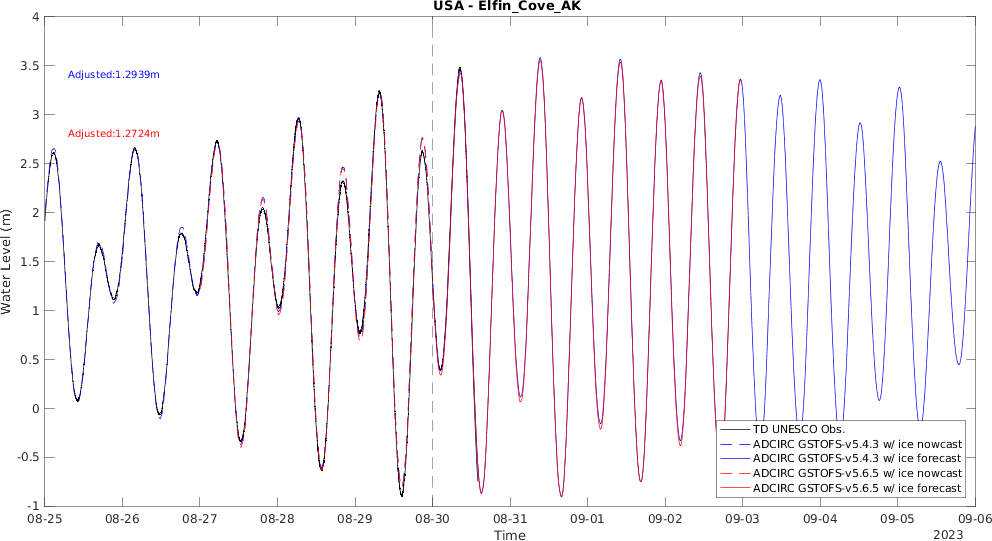 USA - Elfin_Cove_AK
4
3.5
3
2.5
2
1.5
1
0.5
0
-0.5
-1
Water Level (m)
Adjusted:1.2939m
Adjusted:1.2724m
TD UNESCO Obs.
ADCIRC GSTOFS-v5.4.3 w/ ice nowcast
ADCIRC GSTOFS-v5.4.3 w/ ice forecast
ADCIRC GSTOFS-v5.6.5 w/ ice nowcast
ADCIRC GSTOFS-v5.6.5 w/ ice forecast
08-25 08-26 08-27 08-28 08-29 08-30 08-31 09-01 09-02 09-03 09-04 09-05 09-06
Time
2023